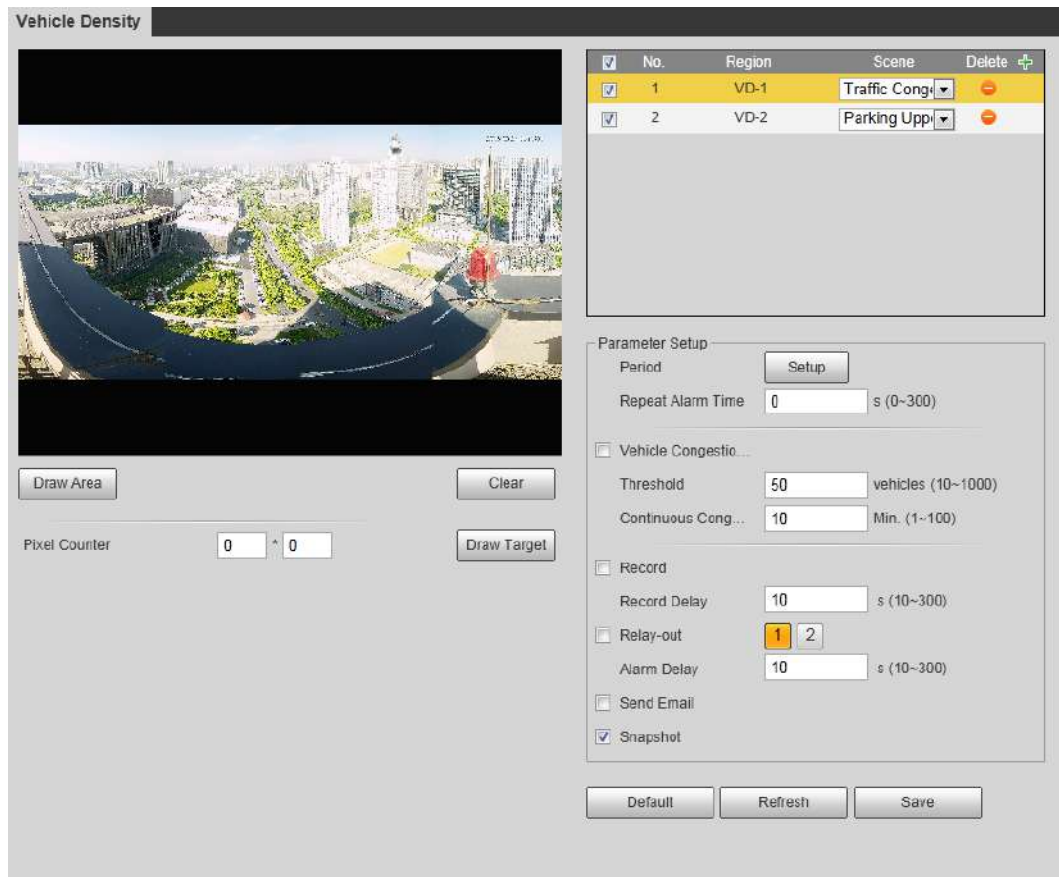 Vehicle Density
No. Region Scene Delete
1 VD-1 Traffic Cong
2 VD-2 Parking Upp
Parameter Setup
Period Setup
Repeat Alarm Time 0 s (0~300)
Vehicle Congestio...
Threshold 50 vehicles (10~1000)
Continuous Cong... 10 Min. (1~100)
Record
Record Delay 10 s (10~300)
Relay-out 1 2
Alarm Delay 10 s (10~300)
Send Email
Snapshot
Default Refresh Save
Draw Area Clear
Pixel Counter 0 * 0 Draw Target